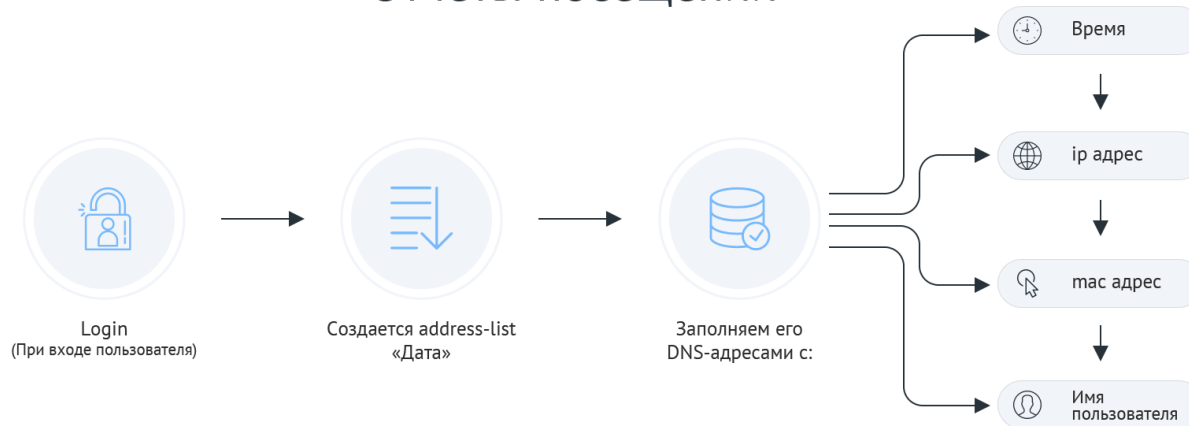 Login
(При входе пользователя)
Создается address-list
«Дата»
Заполняем его
DNS-адресами с:
Время
ip адрес
mac адрес
Имя
пользователя